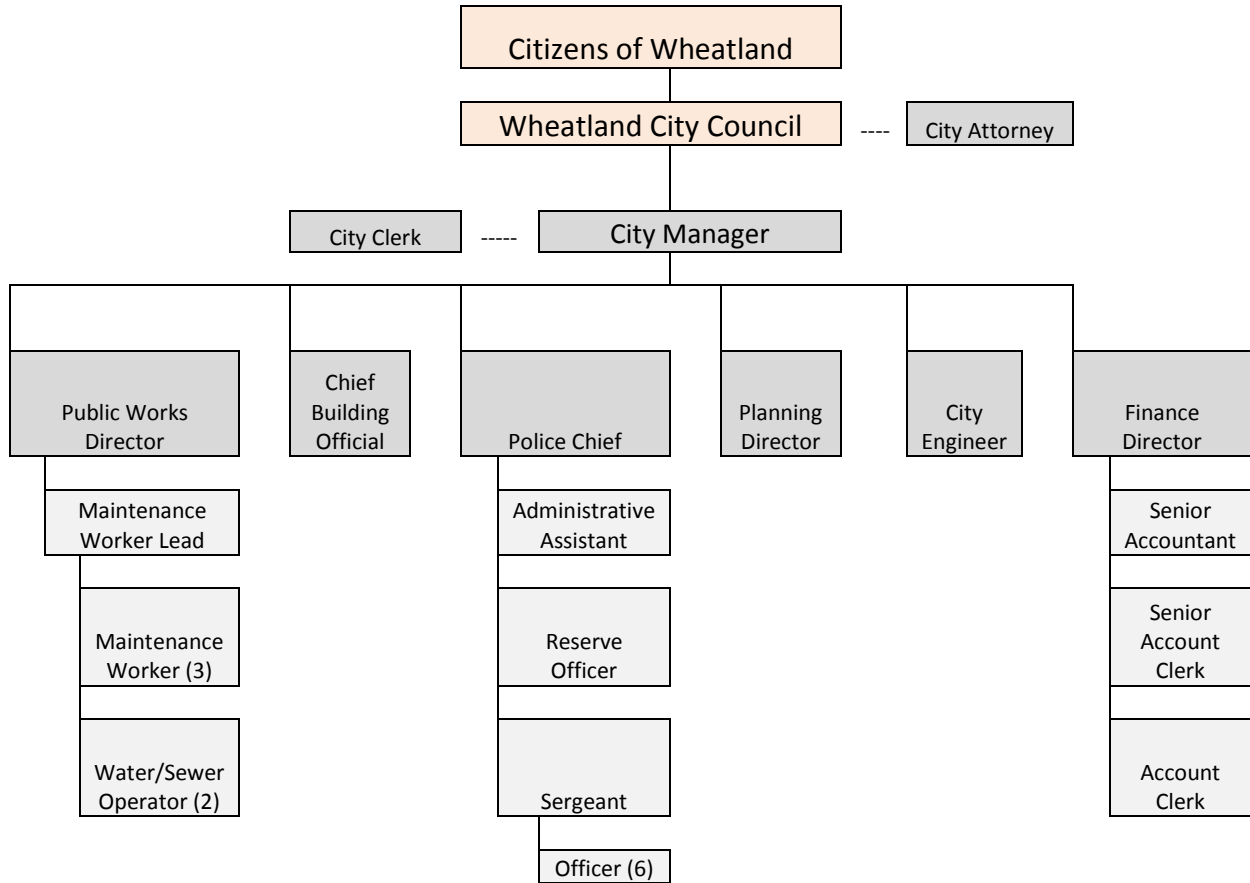 Citizens of Wheatland
Wheatland City Council
----
City Attorney
City Clerk
-----
City Manager
Public Works
Director
Chief
Building
Official
Police Chief
Planning
Director
City
Engineer
Finance
Director
Maintenance
Worker Lead
Administrative
Assistant
Senior
Accountant
Maintenance
Worker (3)
Reserve
Officer
Senior
Account
Clerk
Water/Sewer
Operator (2)
Sergeant
Account
Clerk
Officer (6)